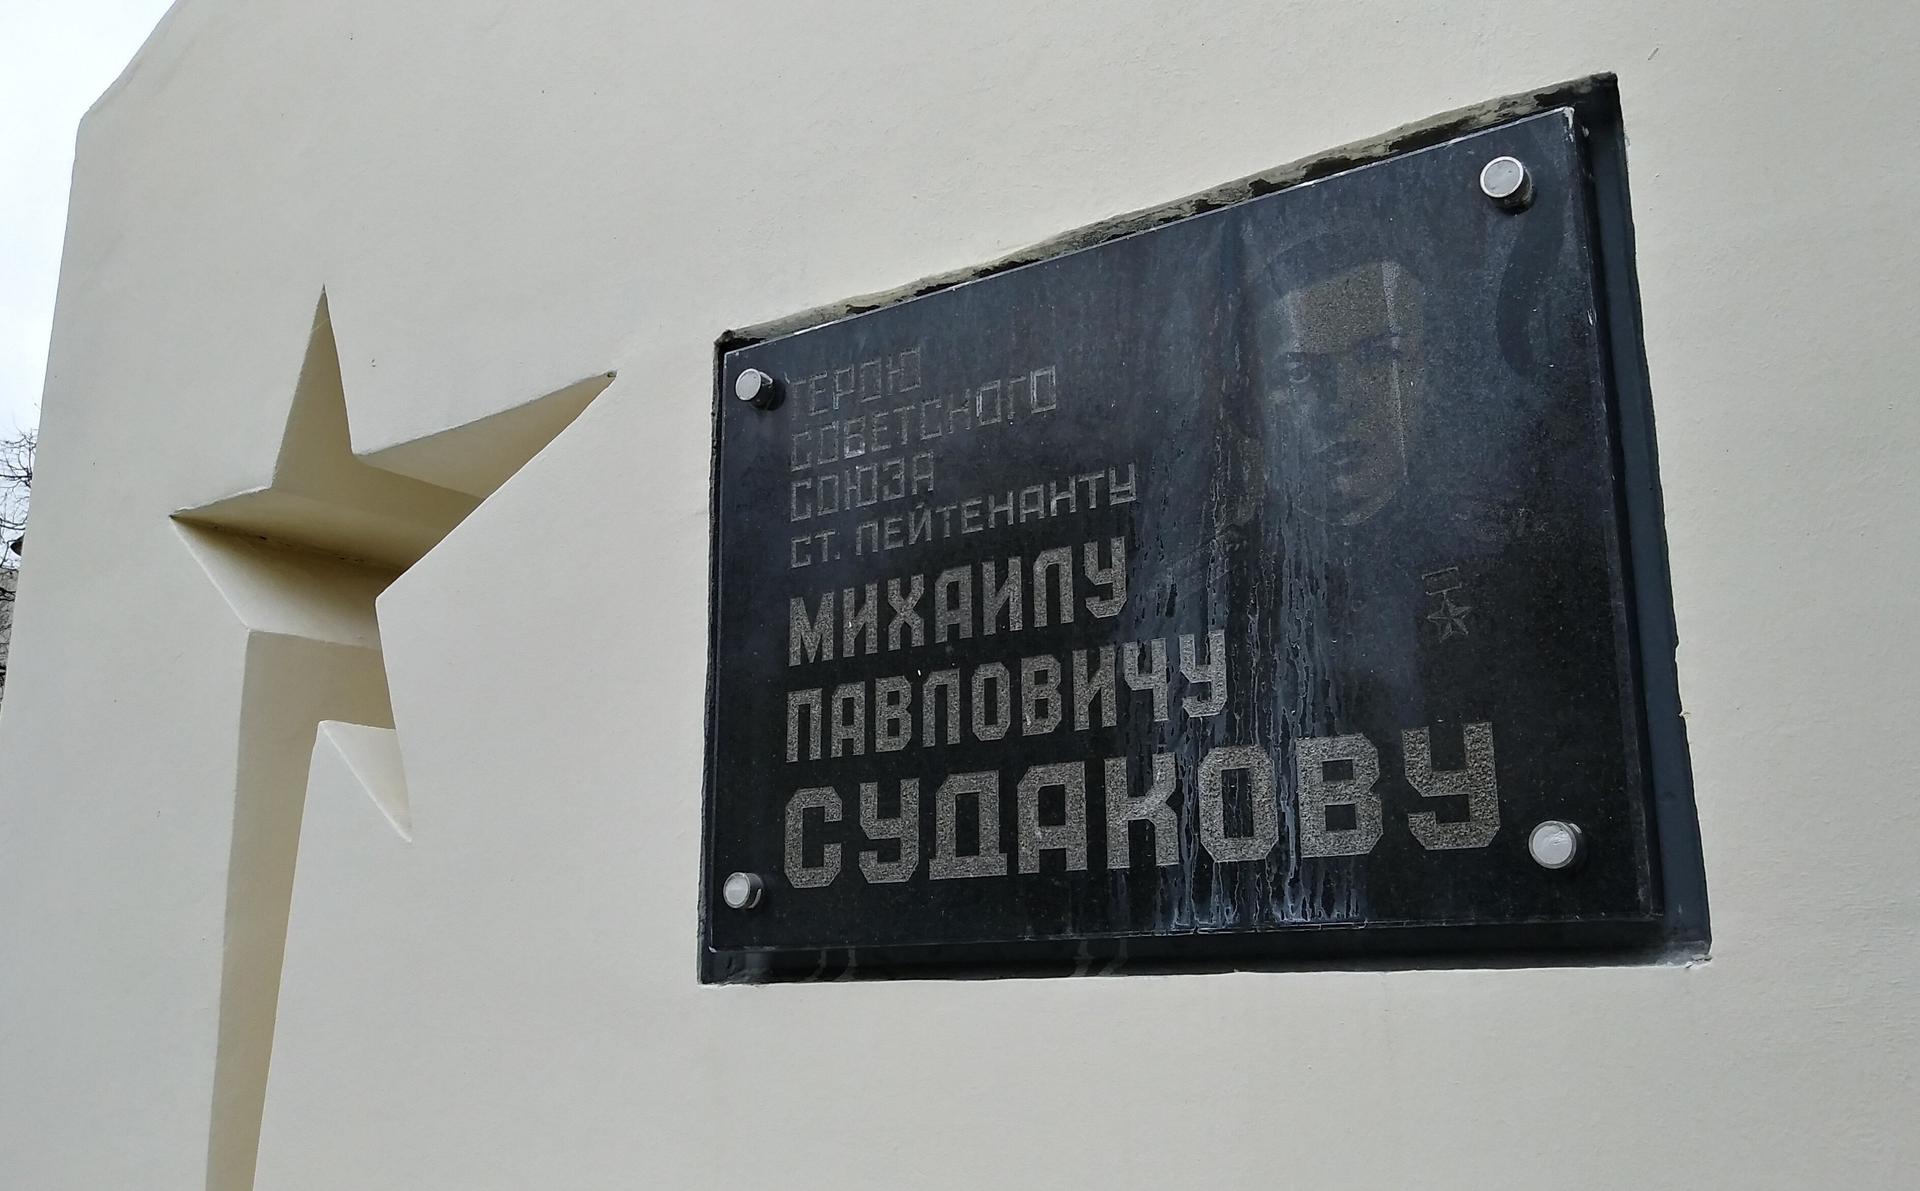 ГЕРОЮ
СОВЕТСКОГО
СОЮЗА
СТ. ЛЕЙТЕНАНТУ
МИХАИЛУ
ПАВЛОВИЧУ
СУДАКОВУ